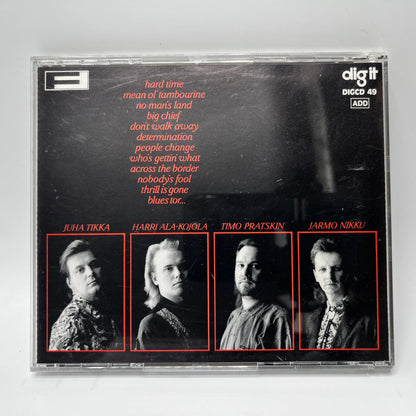 dig it
DIGCD 49
ADD
hard time
mean ol' tambourine
no man's land
big chief
don't walk away
determination
people change
who's gettin' what
across the border
nobody's fool
thrill is gone
blues tor...
JUHA TIKKA HARRI ALA-KOJOLA TIMO PRATSKIN JARMO NIKKU